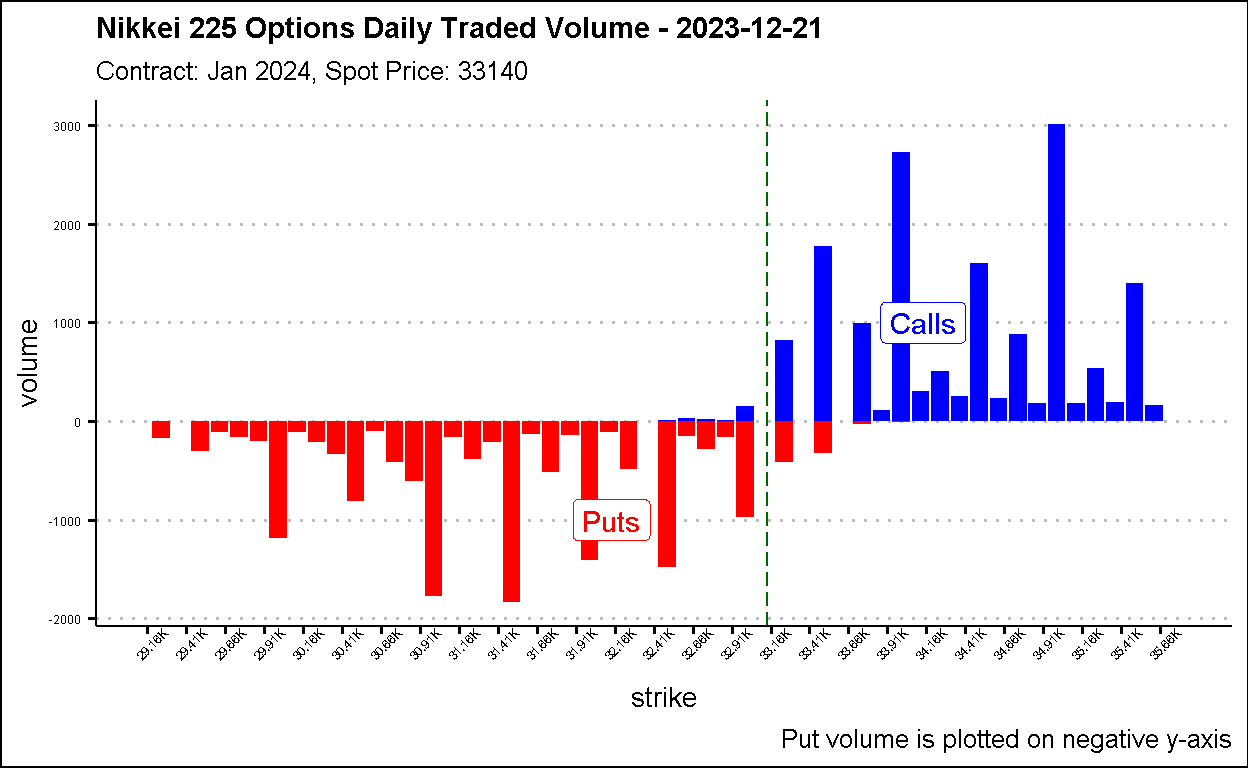 Nikkei 225 Options Daily Traded Volume - 2023-12-21
Contract: Jan 2024, Spot Price: 33140
3000
2000
1000
0
-1000
-2000
volume
Calls
Puts
29.16K
29.41K
29.66K
29.91K
30.16K
30.41K
30.66K
30.91K
31.16K
31.41K
31.66K
31.91K
32.16K
32.41K
32.66K
32.91K
33.16K
33.41K
33.66K
33.91K
34.16K
34.41K
34.66K
34.91K
35.16K
35.41K
35.66K
strike
Put volume is plotted on negative y-axis